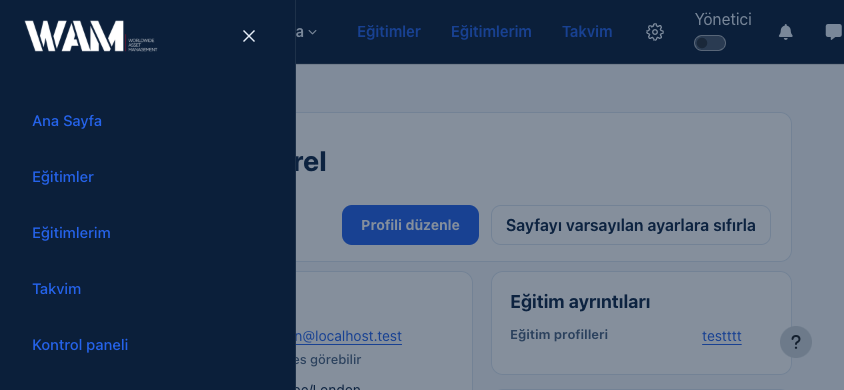 WAM WORLDWIDE
ASSET
MANAGEMENT
Ana Sayfa
Eğitimler
Eğitimlerim
Takvim
Kontrol paneli
a Eğitimler Eğitimlerim Takvim Yönetici
rel
Profili düzenle Sayfayı varsayılan ayarlara sıfırla
n@localhost.test
es görebilir
Eğitim ayrıntıları
Eğitim profilleri testttt
?